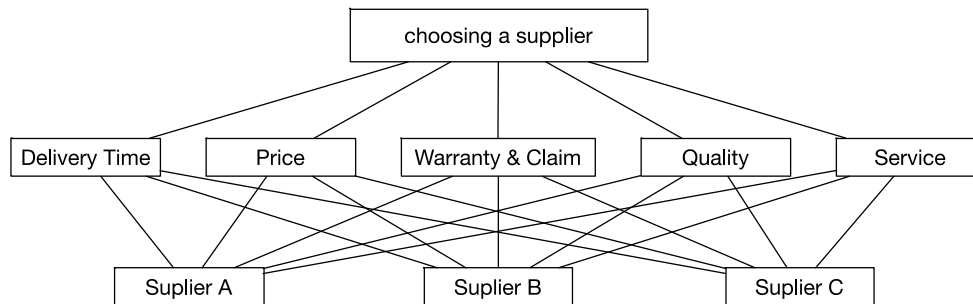 choosing a supplier
Delivery Time
Price
Warranty & Claim
Quality
Service
Suplier A
Suplier B
Suplier C